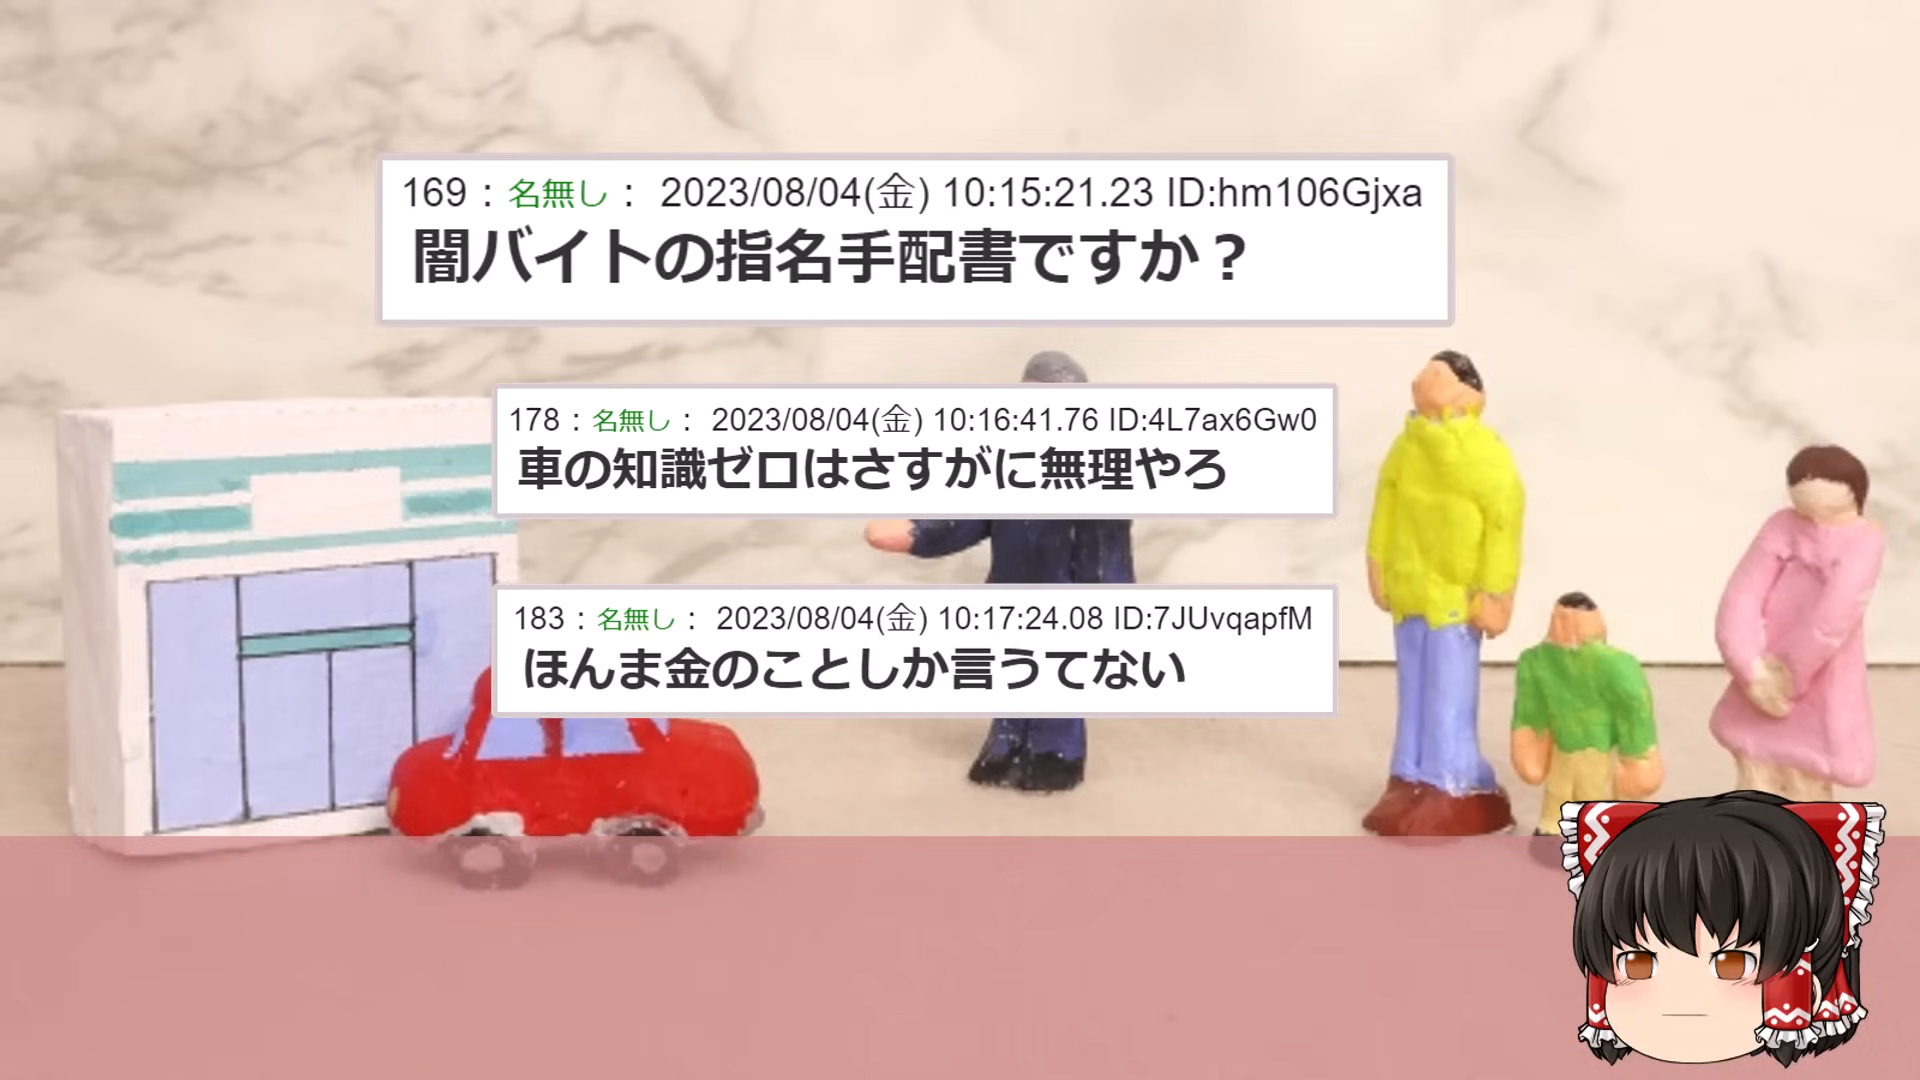 169：名無し： 2023/08/04(金) 10:15:21.23 ID:hm106Gjxa
闇バイトの指名手配書ですか？
178：名無し： 2023/08/04(金) 10:16:41.76 ID:4L7ax6Gw0
車の知識ゼロはさすがに無理やろ
183：名無し： 2023/08/04(金) 10:17:24.08 ID:7JUvqapfM
ほんま金のことしか言うてない